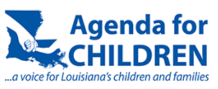 Agenda for
CHILDREN
...a voice for Louisiana's children and families